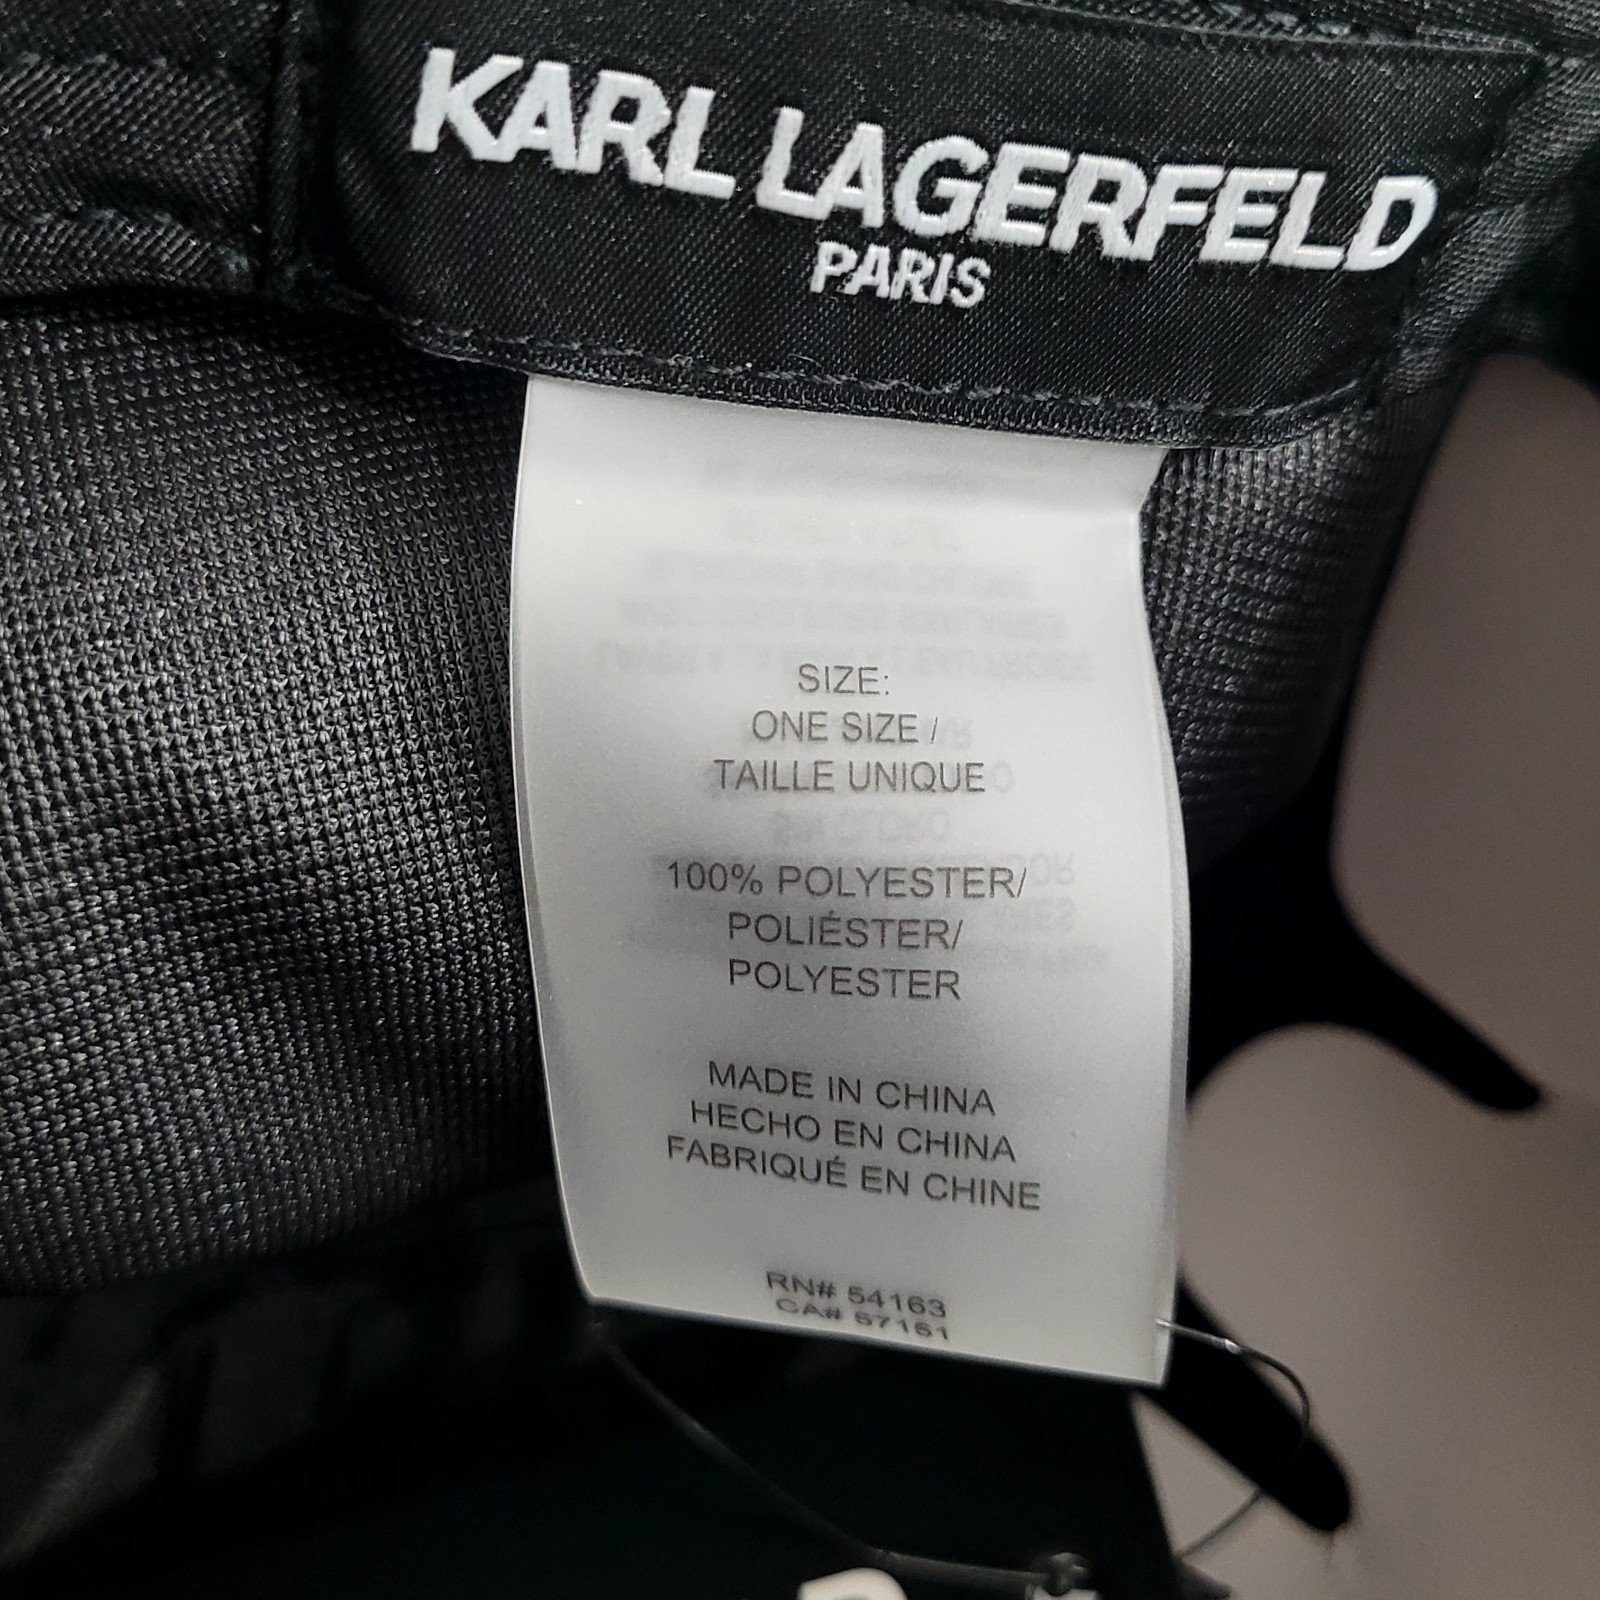 KARL LAGERFELD
PARIS
SIZE:
ONE SIZE /
TAILLE UNIQUE
100% POLYESTER/
POLIÉSTER/
POLYESTER
MADE IN CHINA
HECHO EN CHINA
FABRIQUÉ EN CHINE
RN# 54163
CA# 57151